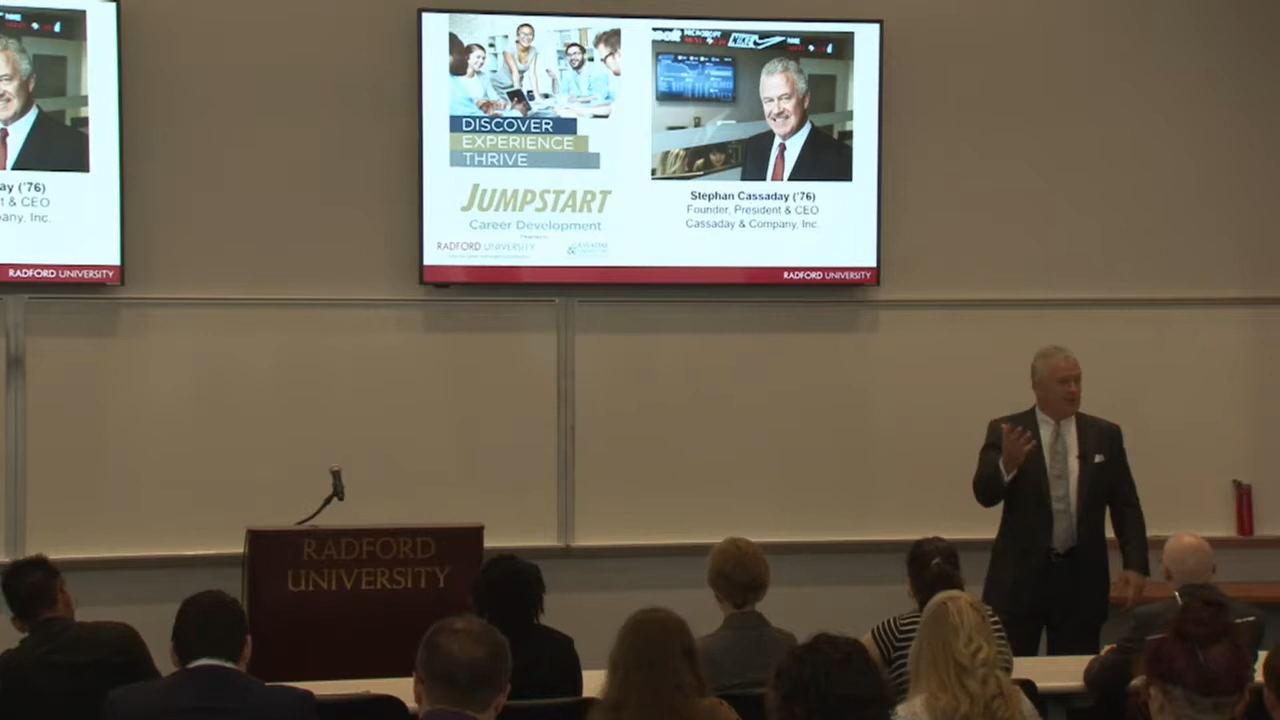 ay ('76)
t & CEO
any, Inc.
RADFORD UNIVERSITY
MICROSOFT
NIKE
DISCOVER
EXPERIENCE
THRIVE
JUMPSTART
Career Development
RADFORD UNIVERSITY
Stephan Cassaday ('76)
Founder, President & CEO
Cassaday & Company, Inc.
RADFORD UNIVERSITY
RADFORD
UNIVERSITY